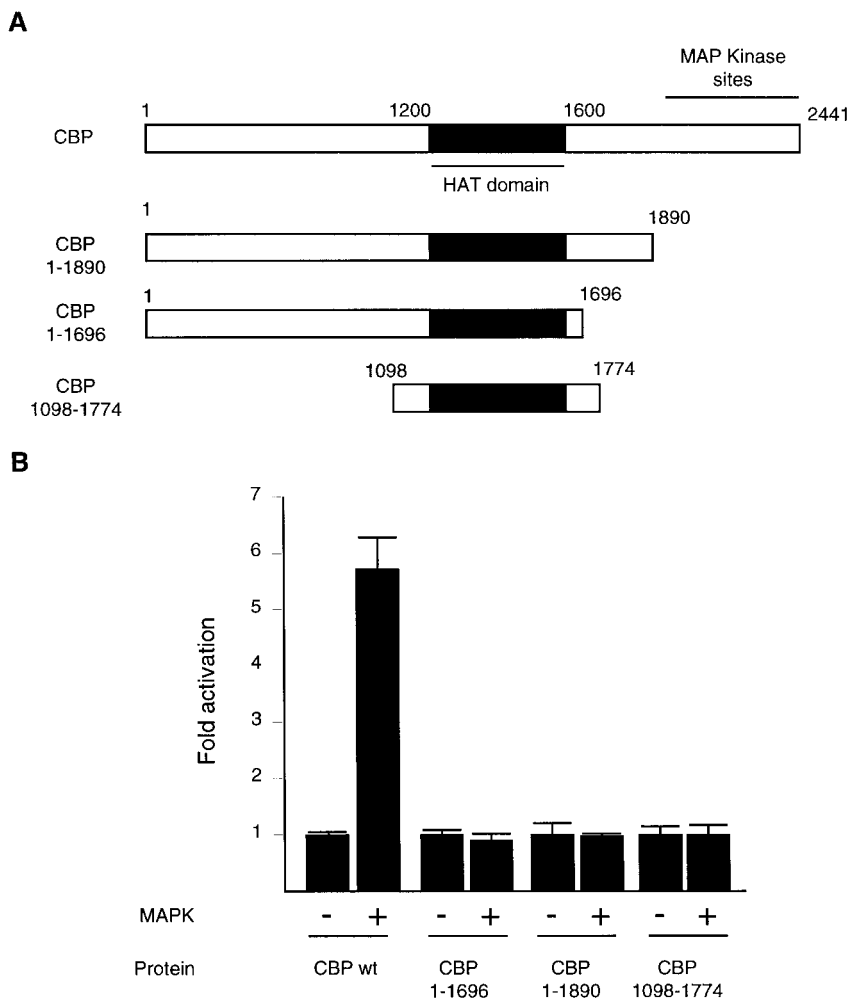 A
MAP Kinase
sites
1 1200 1600 2441
CBP
HAT domain
1 1890
CBP
1-1890
1 1696
CBP
1-1696
1098 1774
CBP
1098-1774
B
7
6
5
4
3
2
1
Fold activation
MAPK - + - + - + - +
Protein CBP wt CBP CBP CBP
1-1696 1-1890 1098-1774